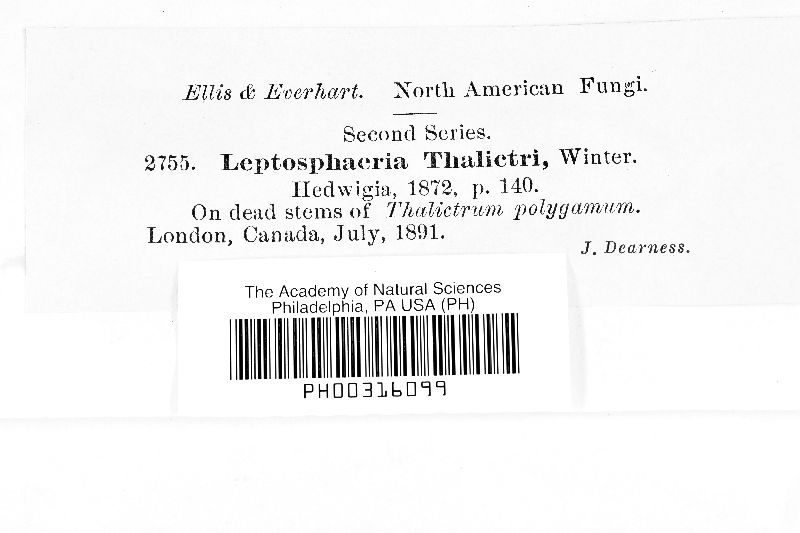 Ellis & Everhart. North American Fungi.
Second Series.
2755. Leptosphaeria Thalictri, Winter.
Hedwigia, 1872, p. 140.
On dead stems of Thalictrum polygamum.
London, Canada, July, 1891.
J. Dearness.
The Academy of Natural Sciences
Philadelphia, PA USA (PH)
PH00316099